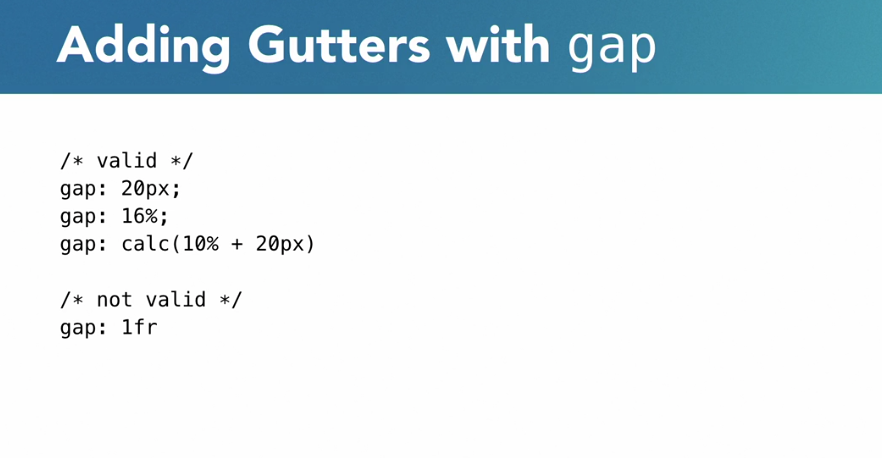 Adding Gutters with gap
/* valid */
gap: 20px;
gap: 16%;
gap: calc(10% + 20px)
/* not valid */
gap: 1fr